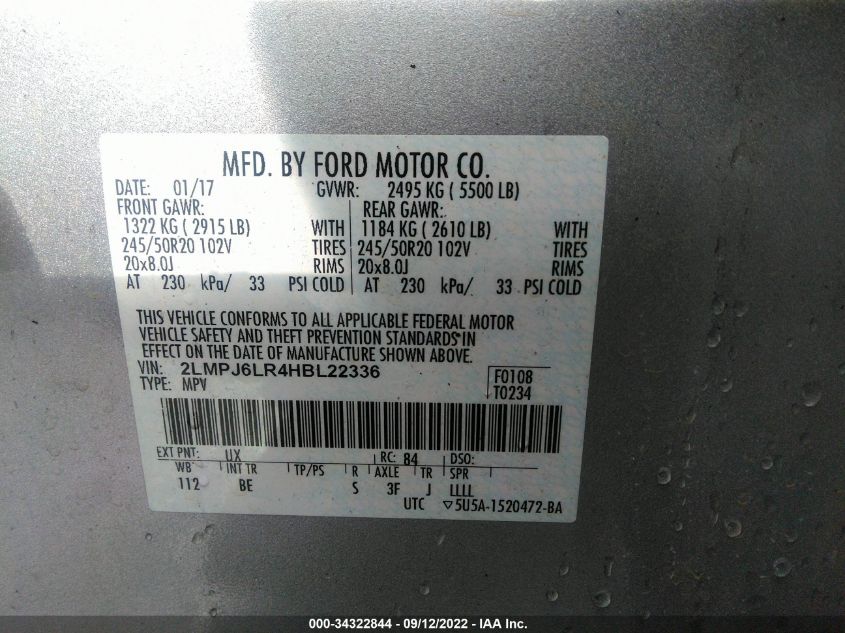 MFD. BY FORD MOTOR CO.
DATE: 01/17 GVWR: 2495 KG ( 5500 LB)
FRONT GAWR: REAR GAWR:
1322 KG ( 2915 LB) WITH 1184 KG ( 2610 LB) WITH
245/50R20 102V TIRES 245/50R20 102V TIRES
20x8.0J RIMS 20x8.0J RIMS
AT 230 kPa/ 33 PSI COLD AT 230 kPa/ 33 PSI COLD
THIS VEHICLE CONFORMS TO ALL APPLICABLE FEDERAL MOTOR
VEHICLE SAFETY AND THEFT PREVENTION STANDARDS IN
EFFECT ON THE DATE OF MANUFACTURE SHOWN ABOVE.
VIN: 2LMPJ6LR4HBL22336 F0108
TYPE: MPV T0234
EXT PNT: UX RC: 84 DSO:
WB INT TR TP/PS R AXLE TR SPR
112 BE S 3F J LLLL
UTC ▽5U5A-1520472-BA
000-34322844 - 09/12/2022 - IAA Inc.